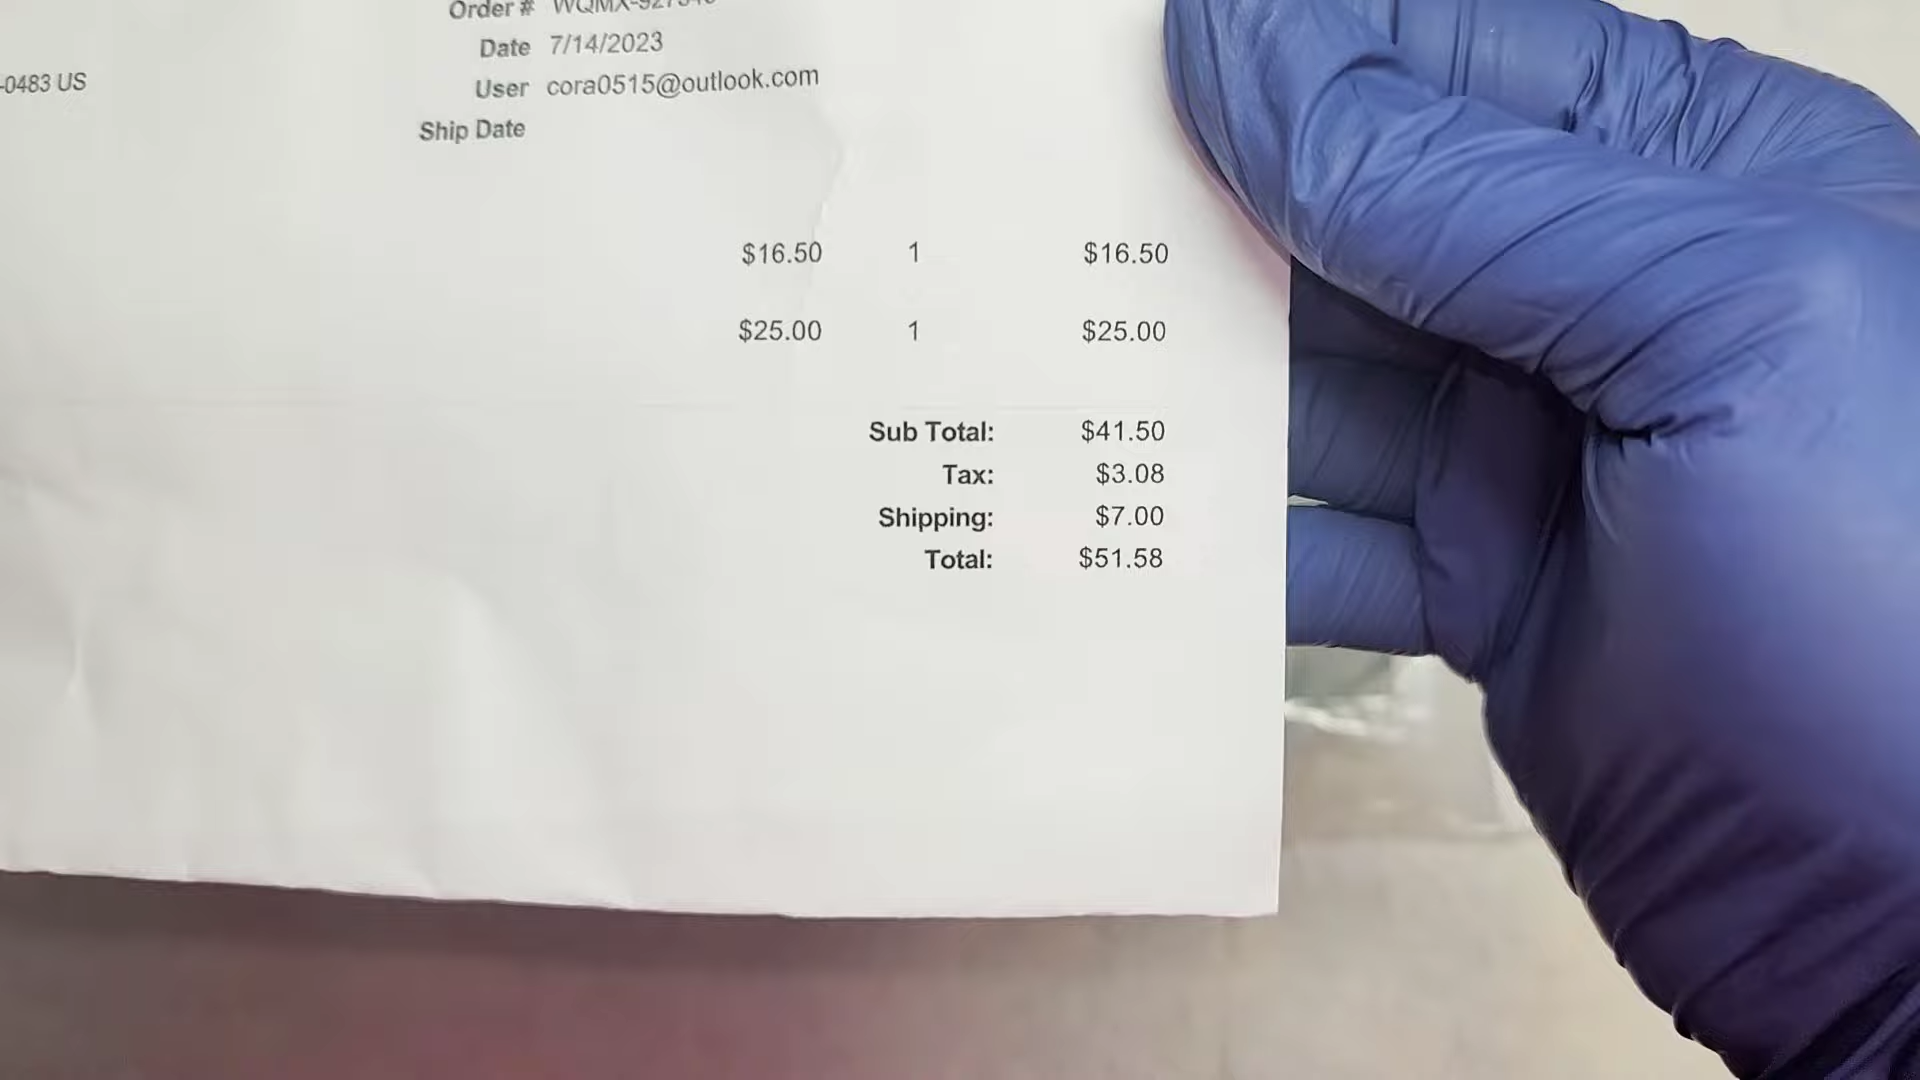 Order #
Date 7/14/2023
-0483 US
User cora0515@outlook.com
Ship Date
$16.50 1 $16.50
$25.00 1 $25.00
Sub Total: $41.50
Tax: $3.08
Shipping: $7.00
Total: $51.58